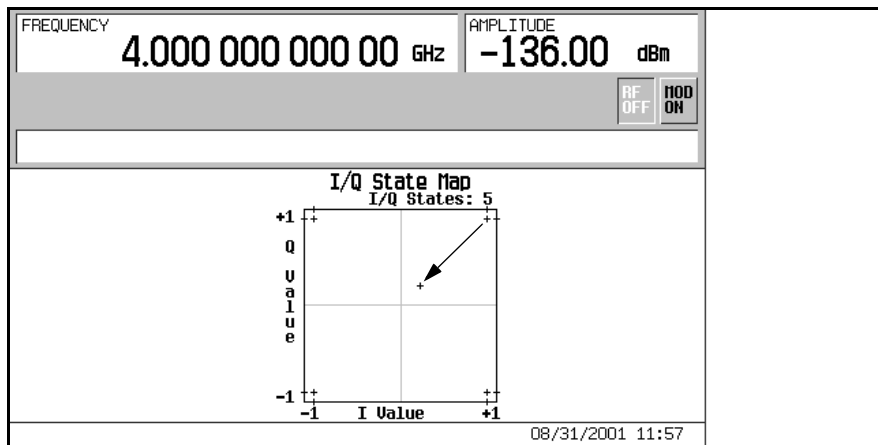 FREQUENCY
4.000 000 000 00 GHz
AMPLITUDE
-136.00 dBm
RF
OFF
MOD
ON
I/Q State Map
I/Q States: 5
+1
Q Value
-1
-1 I Value +1
08/31/2001 11:57